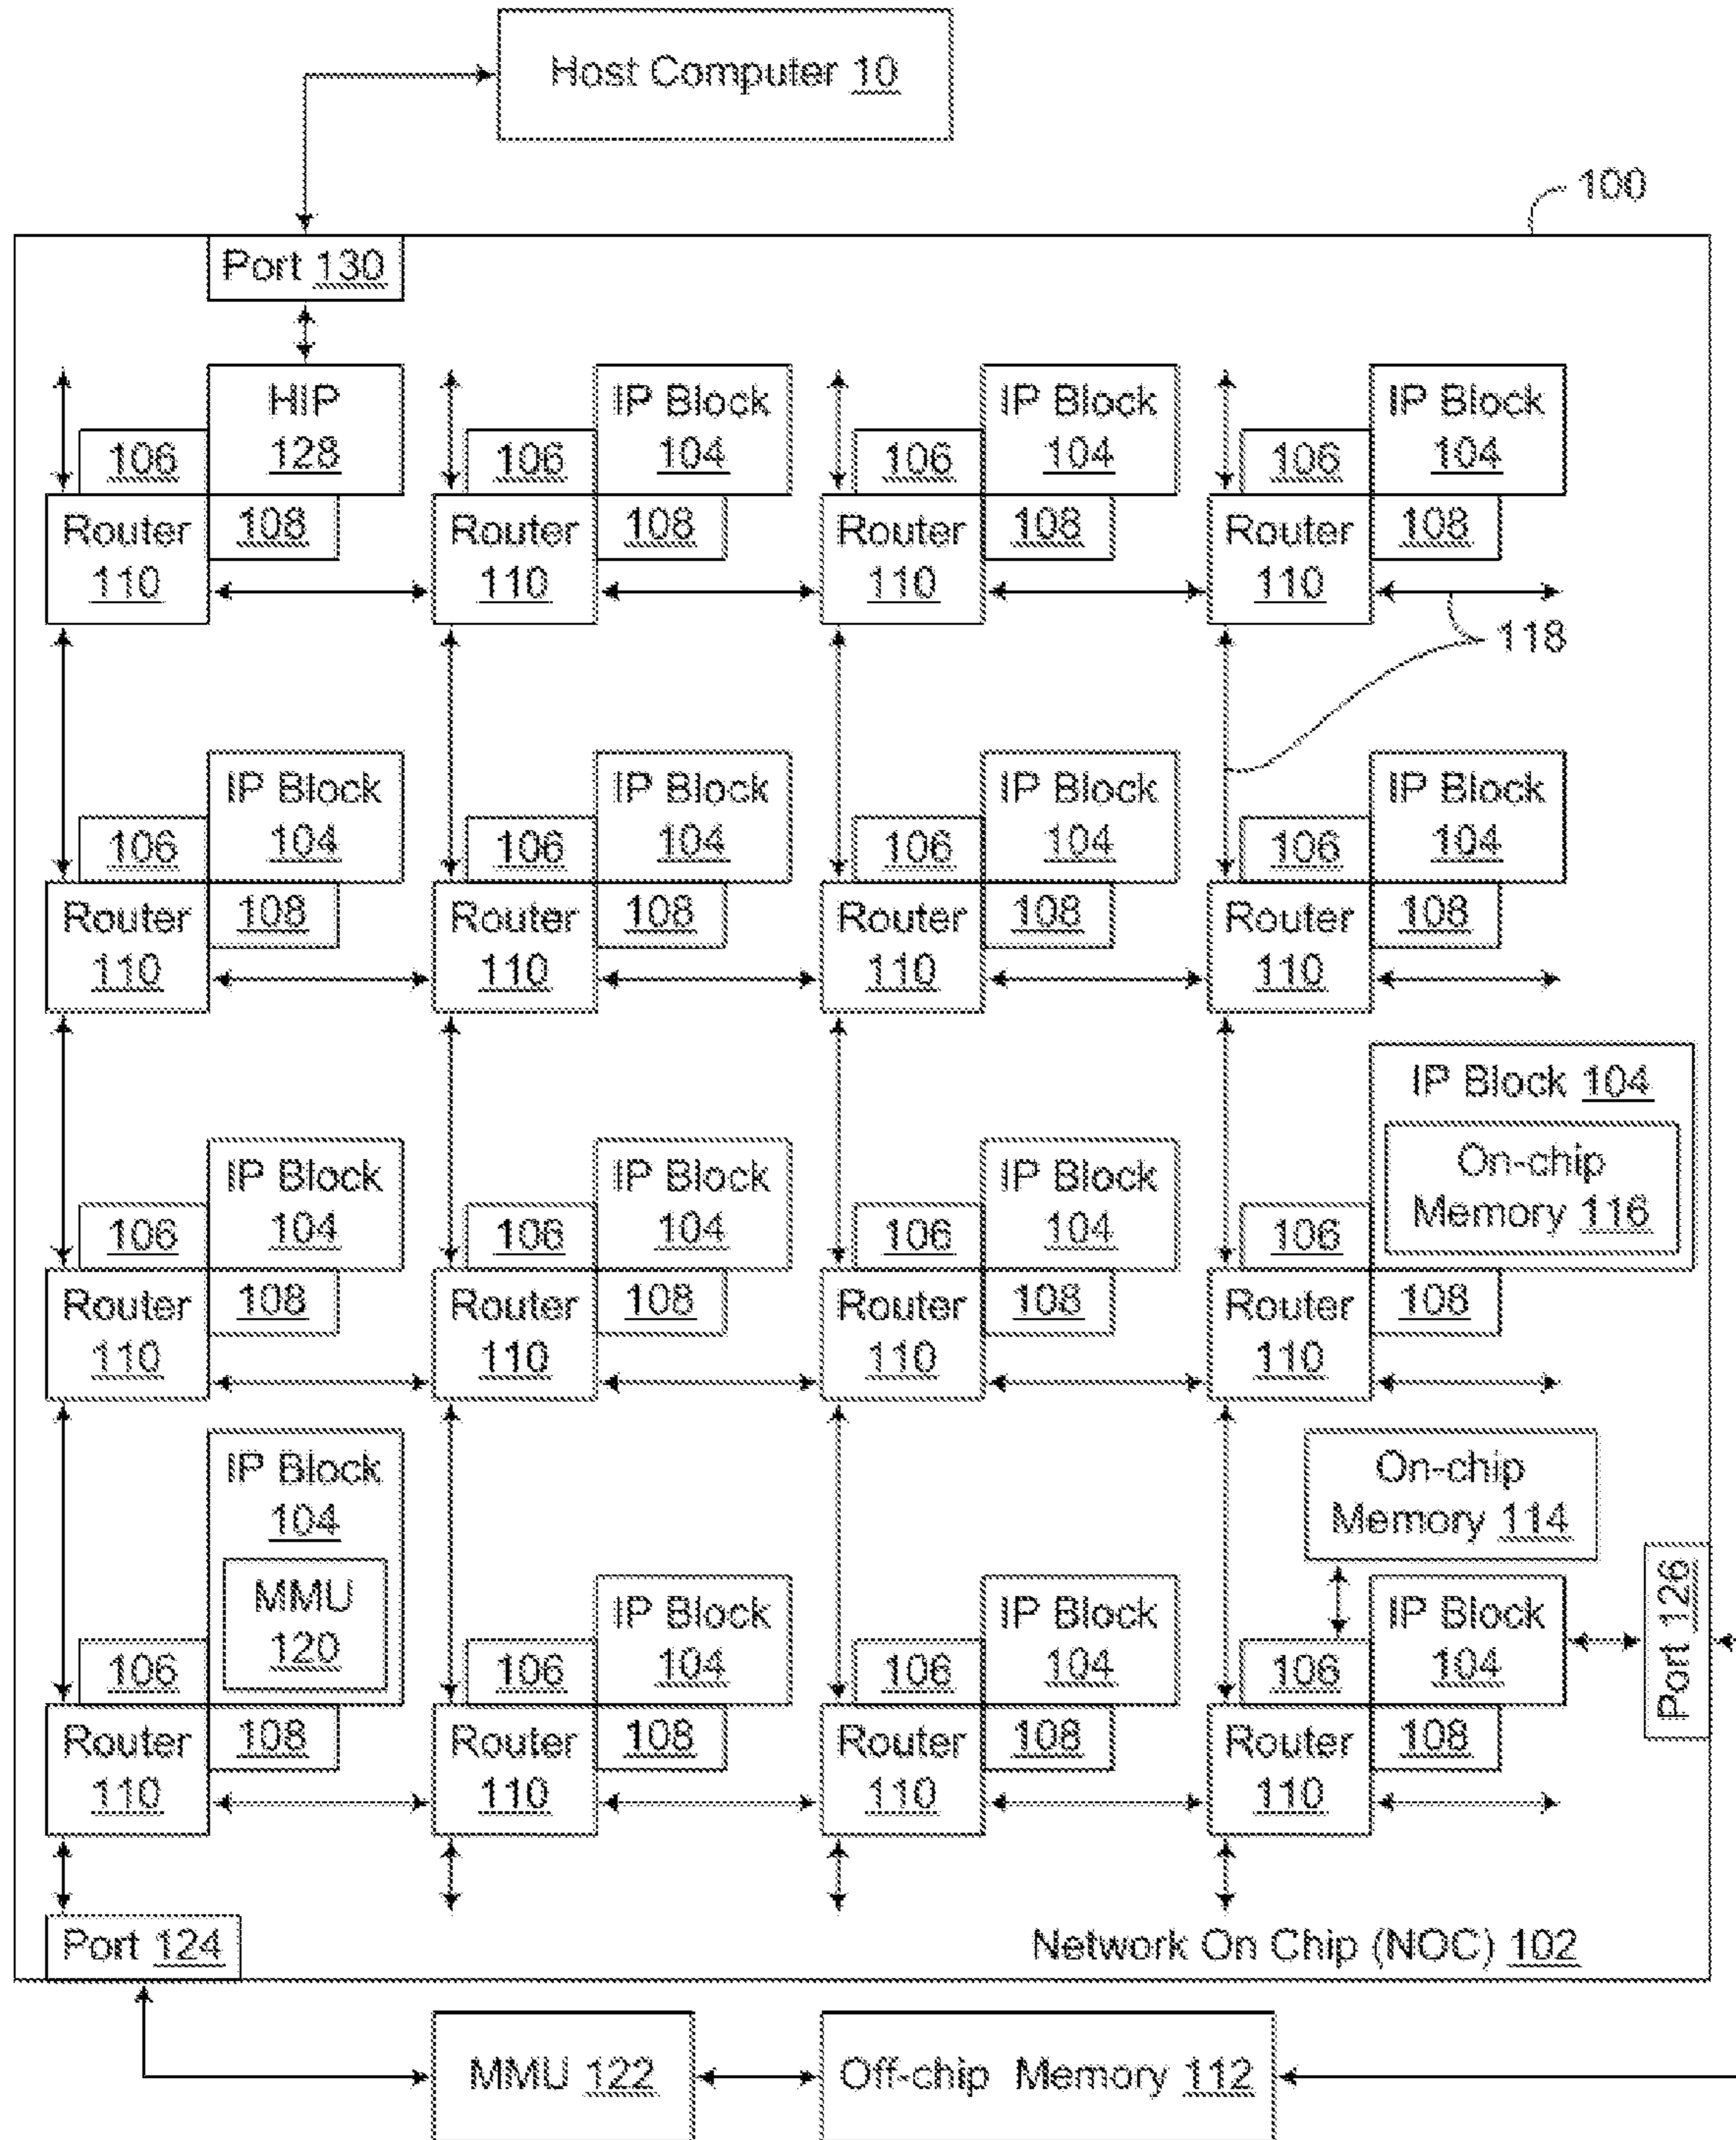 Host Computer 10
100
Port 130
HIP IP Block IP Block IP Block
106 128 106 104 106 104 106 104
Router 108 Router 108 Router 108 Router 108
110 110 110 110
118
IP Block IP Block IP Block IP Block
106 104 106 104 106 104 106 104
Router 108 Router 108 Router 108 Router 108
110 110 110 110
IP Block 104
On-chip
Memory 116
IP Block IP Block IP Block
106 104 106 104 106 104 106
Router 108 Router 108 Router 108 Router 108
110 110 110 110
On-chip
Memory 114
IP Block
104
MMU
120
IP Block IP Block IP Block
106 106 104 106 104 106 104
Port 126
Router 108 Router 108 Router 108 Router 108
110 110 110 110
Port 124
Network On Chip (NOC) 102
MMU 122
Off-chip Memory 112